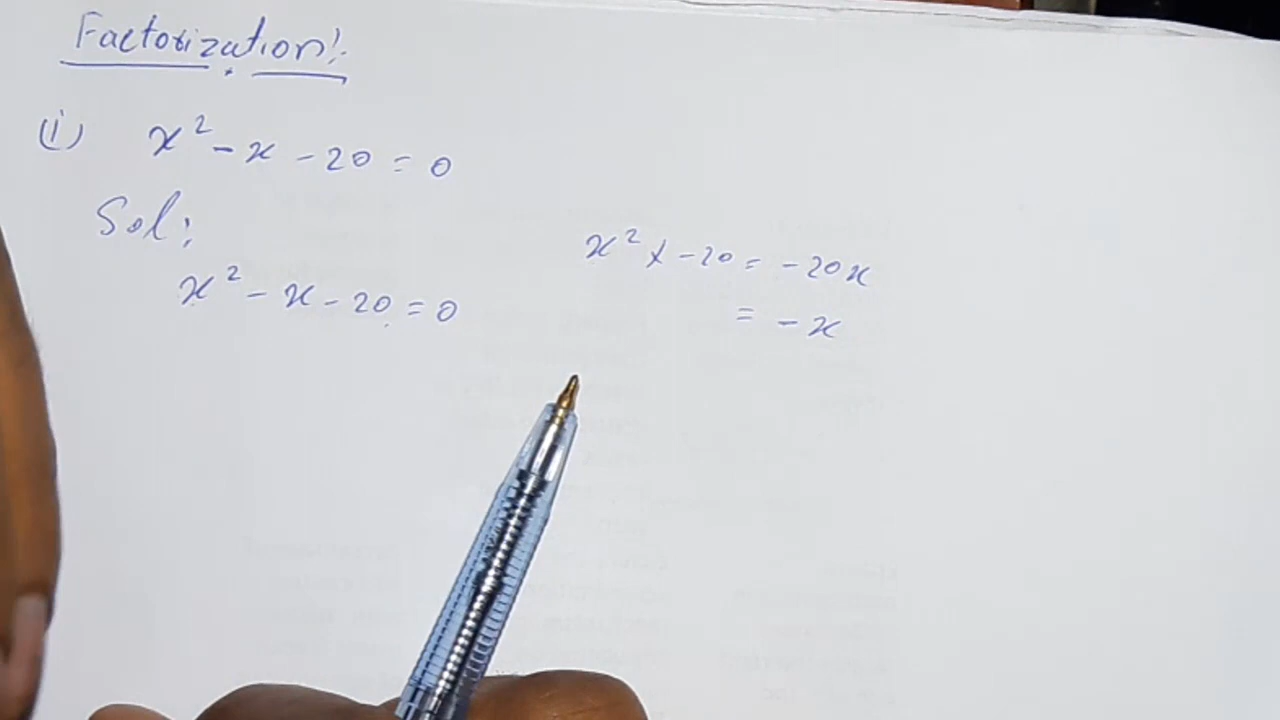 Factorization:
(i) x² - x - 20 = 0
Sol:
x² - x - 20 = 0
x² x -20 = -20x
= -x